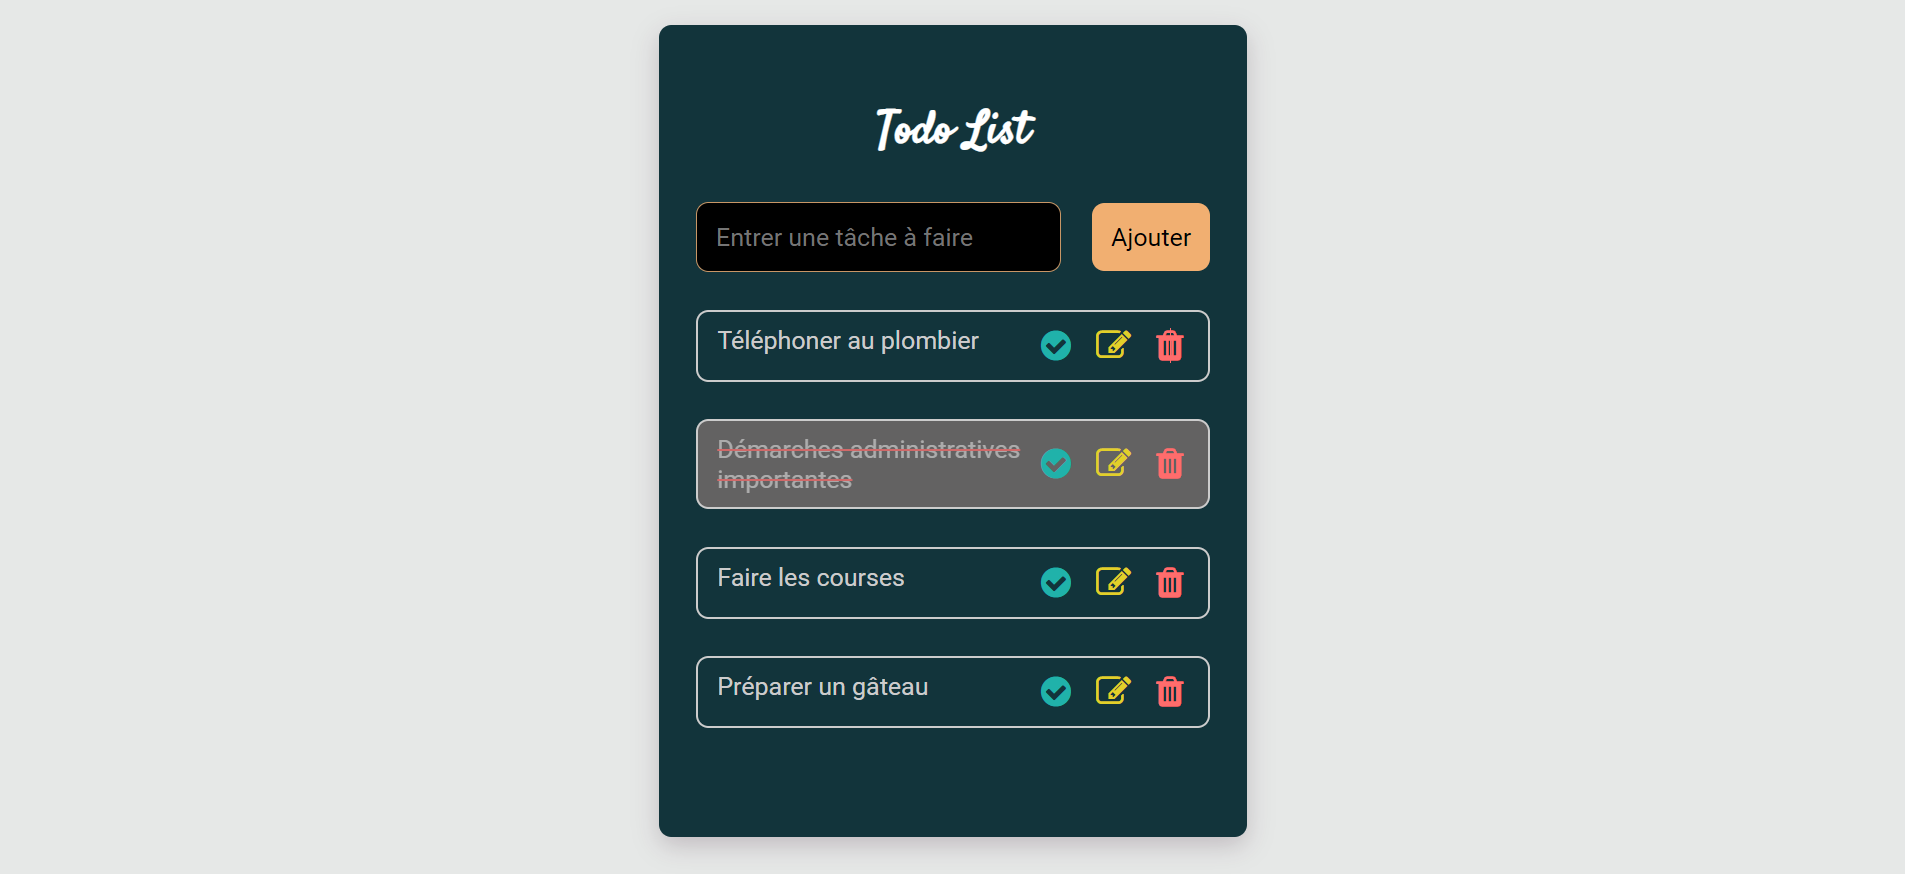 Todo List
Entrer une tâche à faire
Ajouter
Téléphoner au plombier
Démarches administratives
importantes
Faire les courses
Préparer un gâteau